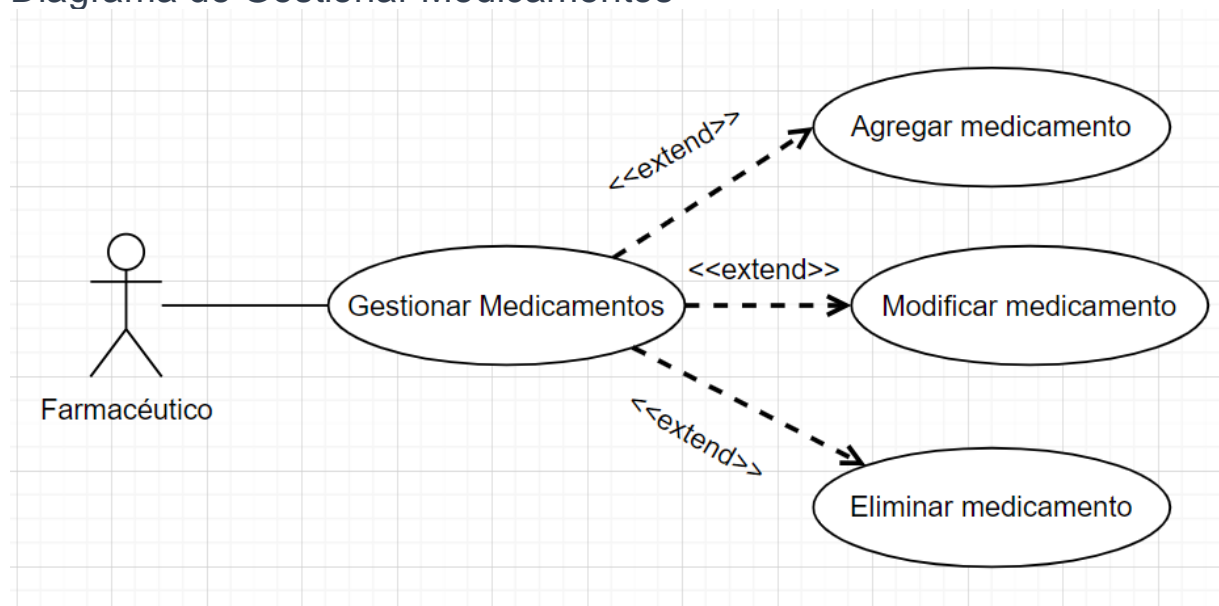 Diagrama de Gestionar Medicamentos
<<extend>>
Agregar medicamento
<<extend>>
Gestionar Medicamentos
Modificar medicamento
Farmacéutico
<<extend>>
Eliminar medicamento